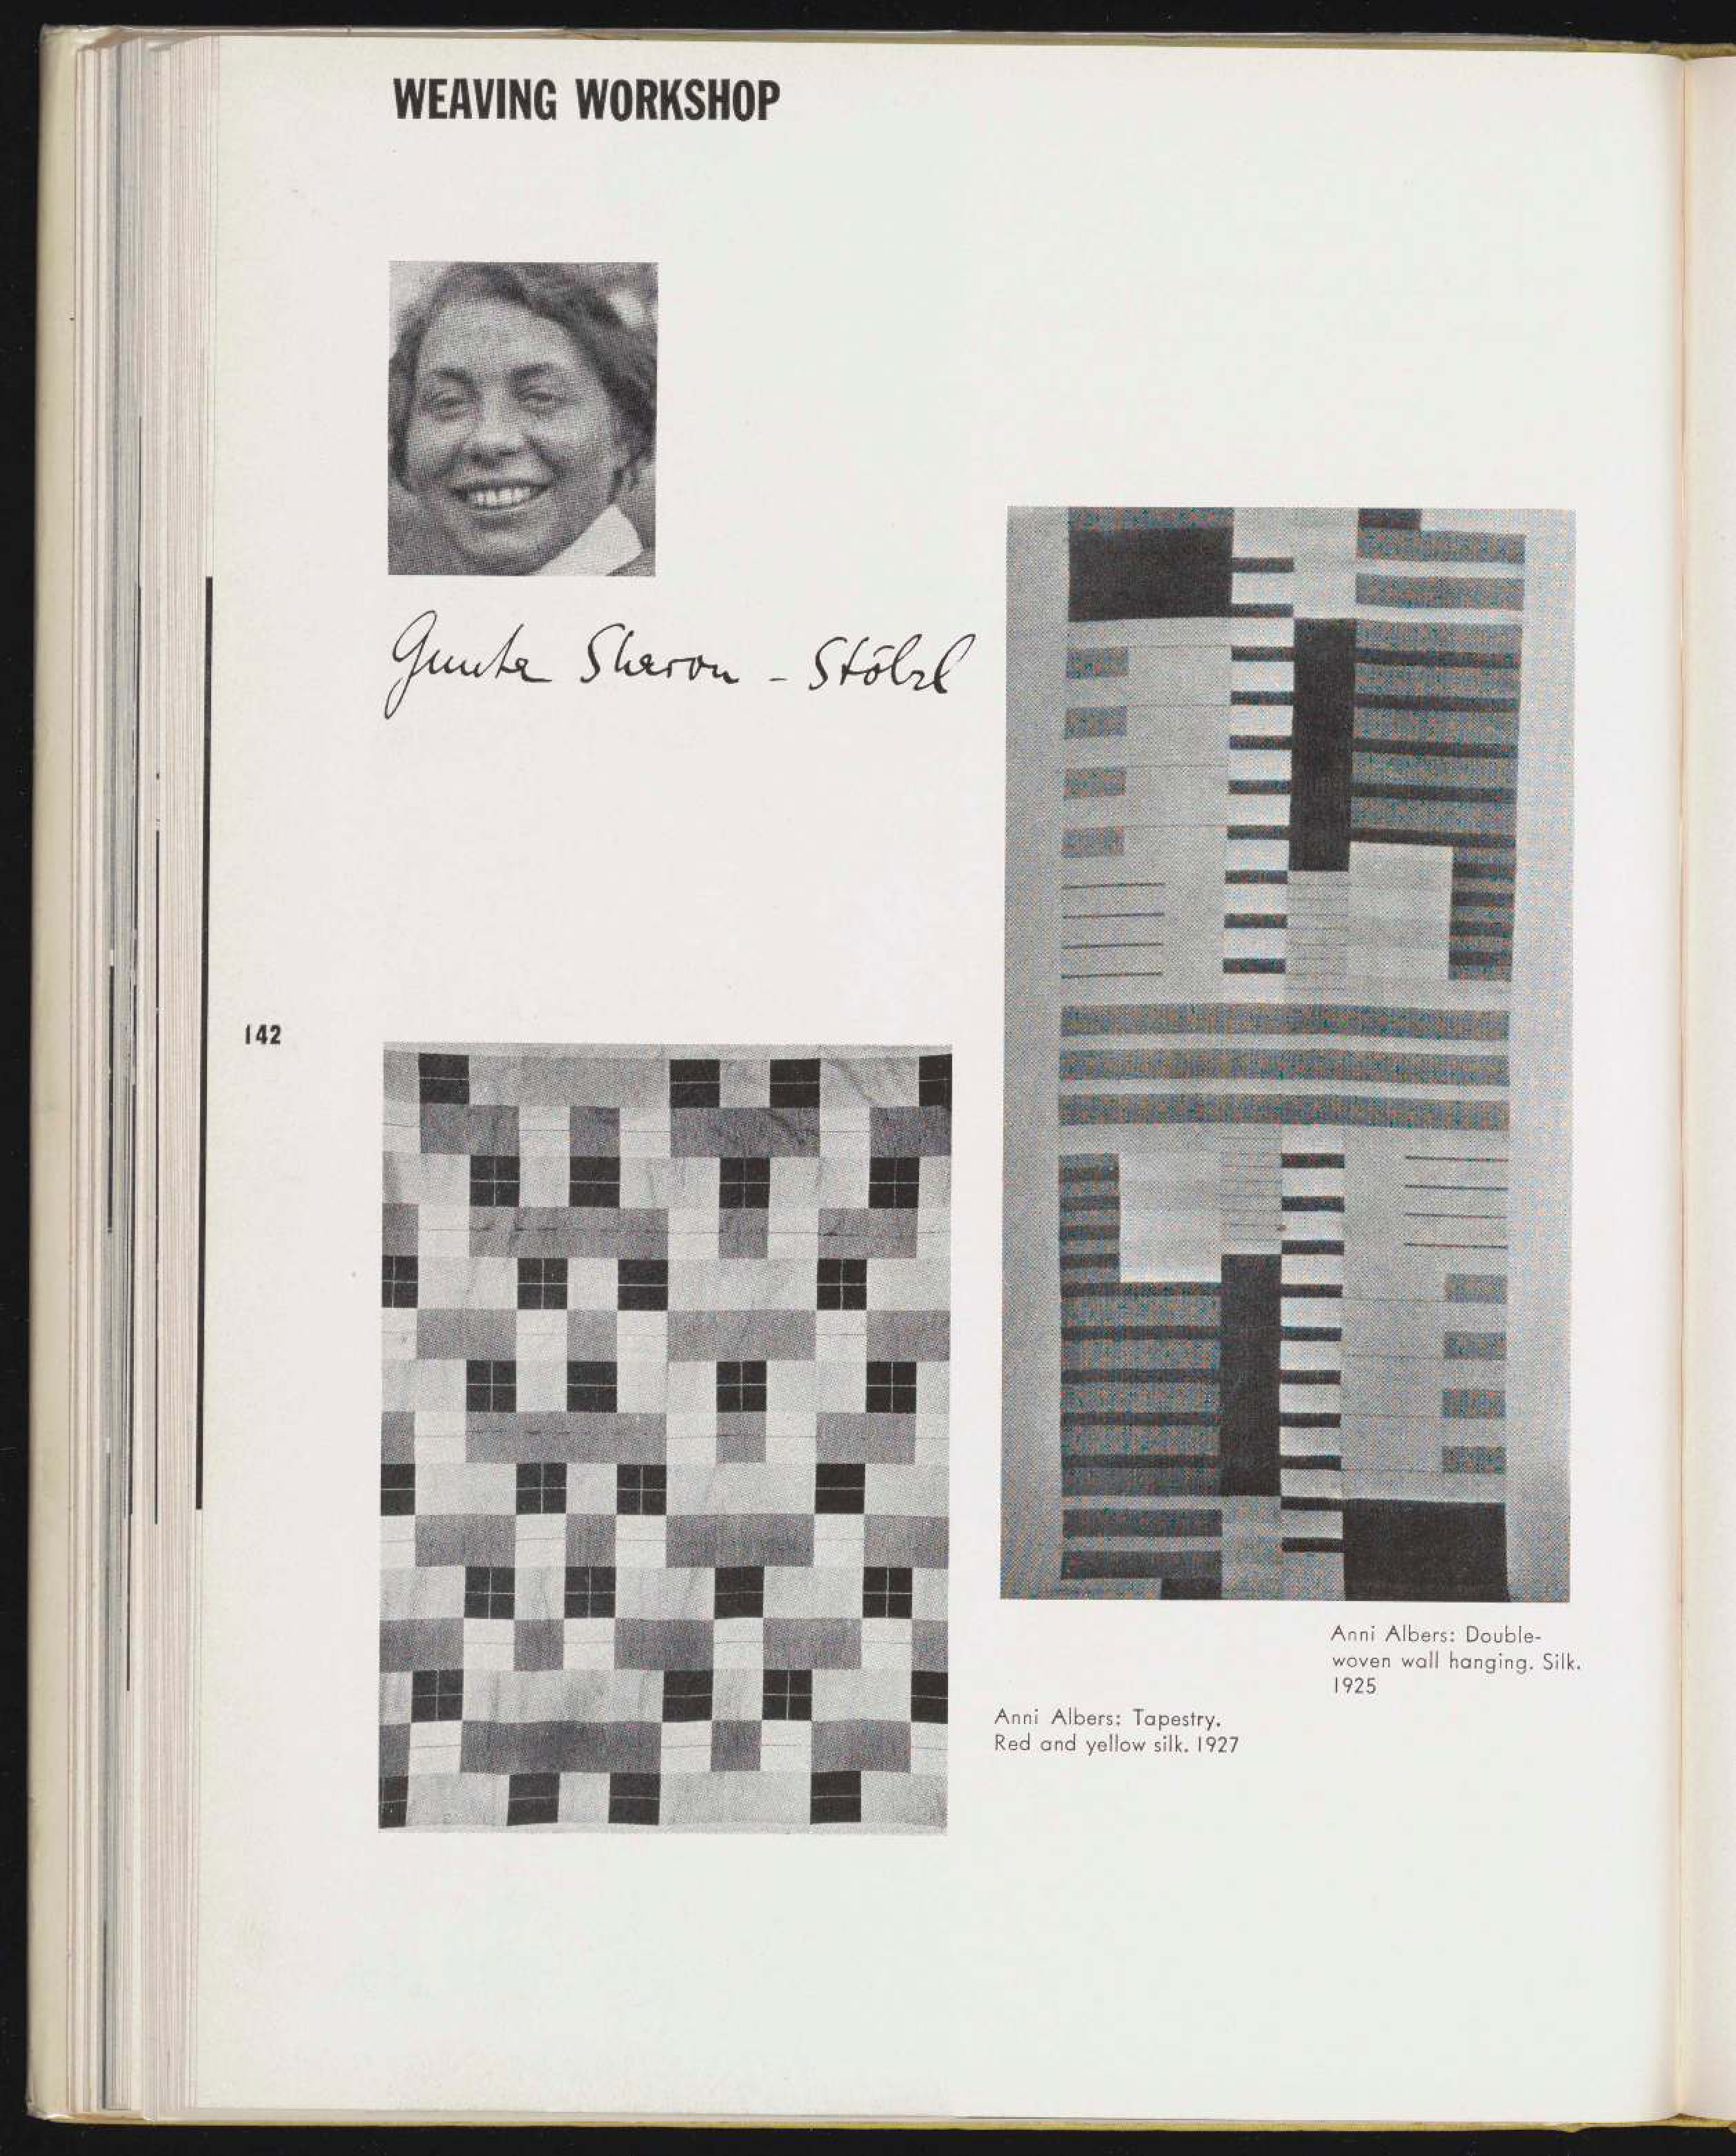 WEAVING WORKSHOP
Gunta Sharon - Stölzl
142
Anni Albers: Double-
woven wall hanging. Silk.
1925
Anni Albers: Tapestry.
Red and yellow silk. 1927